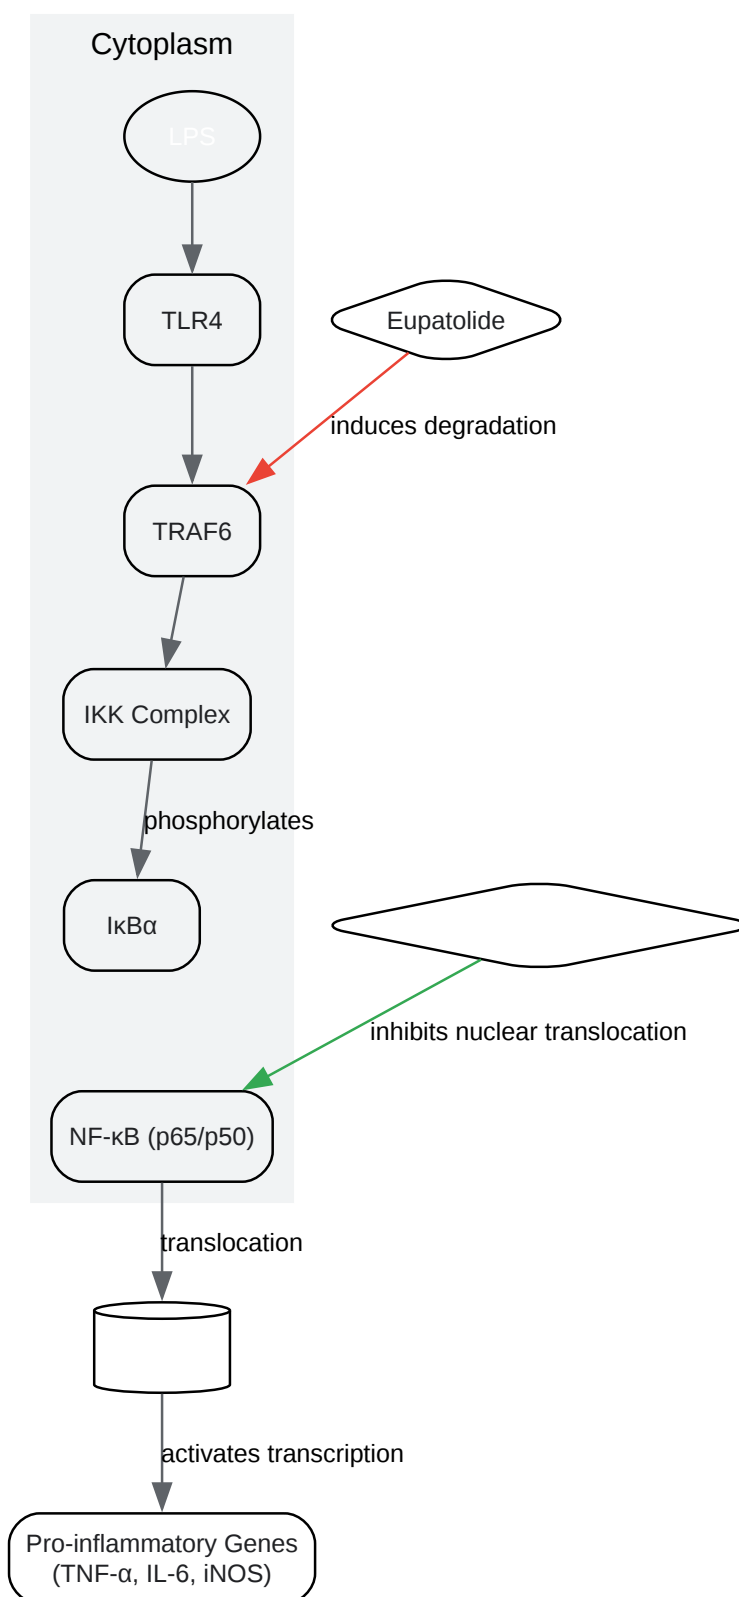 Cytoplasm
LPS
TLR4
Eupatolide
induces degradation
TRAF6
IKK Complex
phosphorylates
IκBα
inhibits nuclear translocation
NF-κB (p65/p50)
translocation
activates transcription
Pro-inflammatory Genes
(TNF-α, IL-6, iNOS)